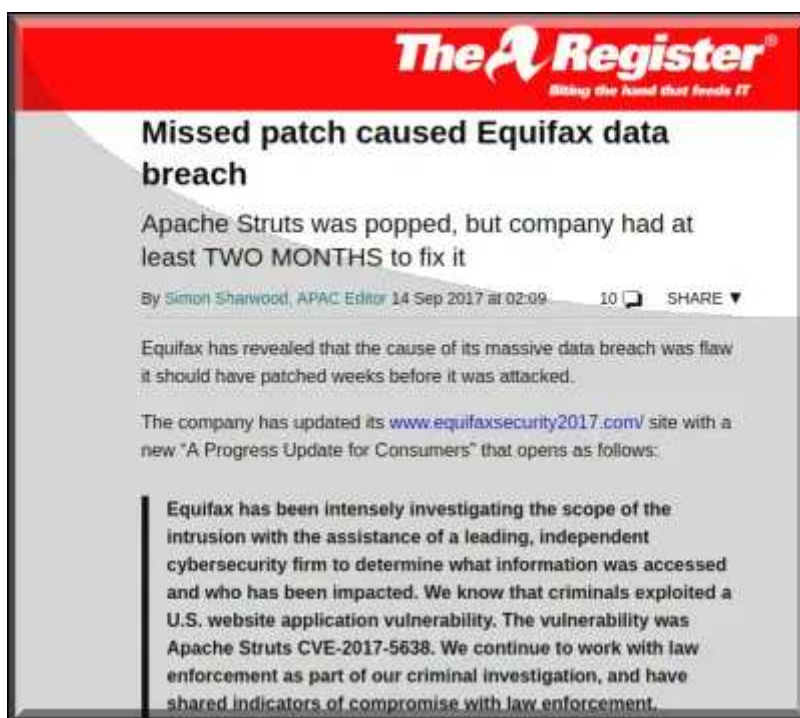 The Register®
Biting the hand that feeds IT
Missed patch caused Equifax data
breach
Apache Struts was popped, but company had at
least TWO MONTHS to fix it
By Simon Sharwood, APAC Editor 14 Sep 2017 at 02:09 10 SHARE ▼
Equifax has revealed that the cause of its massive data breach was flaw
it should have patched weeks before it was attacked.
The company has updated its www.equifaxsecurity2017.com/ site with a
new “A Progress Update for Consumers” that opens as follows:
Equifax has been intensely investigating the scope of the
intrusion with the assistance of a leading, independent
cybersecurity firm to determine what information was accessed
and who has been impacted. We know that criminals exploited a
U.S. website application vulnerability. The vulnerability was
Apache Struts CVE-2017-5638. We continue to work with law
enforcement as part of our criminal investigation, and have
shared indicators of compromise with law enforcement.